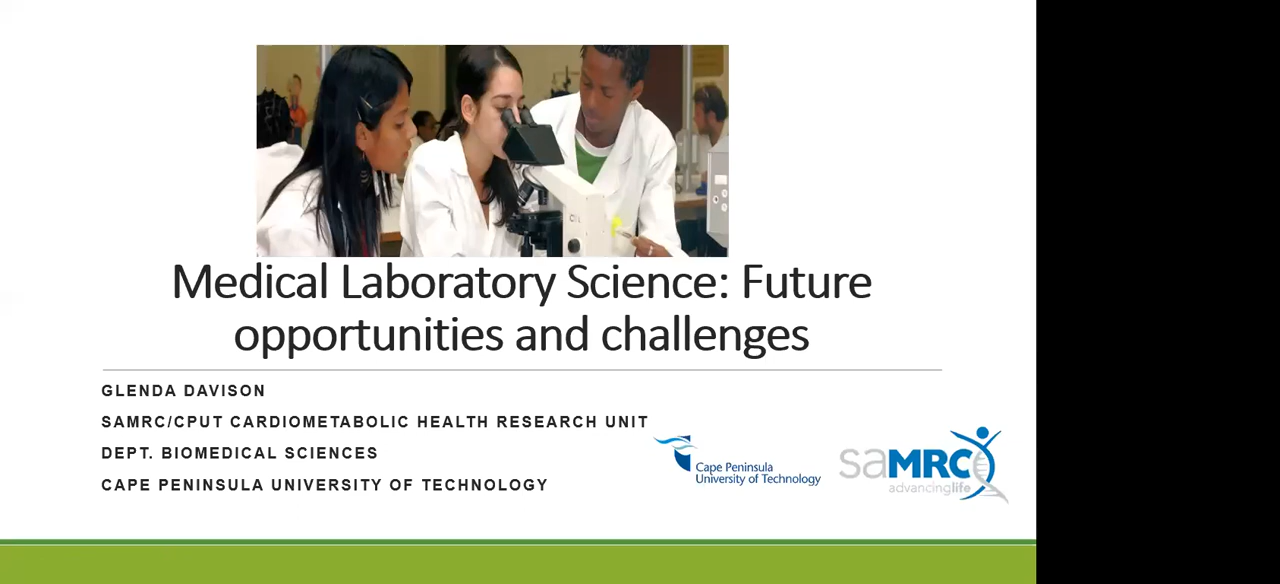 Medical Laboratory Science: Future
opportunities and challenges
GLENDA DAVISON
SAMRC/CPUT CARDIOMETABOLIC HEALTH RESEARCH UNIT
DEPT. BIOMEDICAL SCIENCES
CAPE PENINSULA UNIVERSITY OF TECHNOLOGY
Cape Peninsula
University of Technology
saMRC
advancinglife